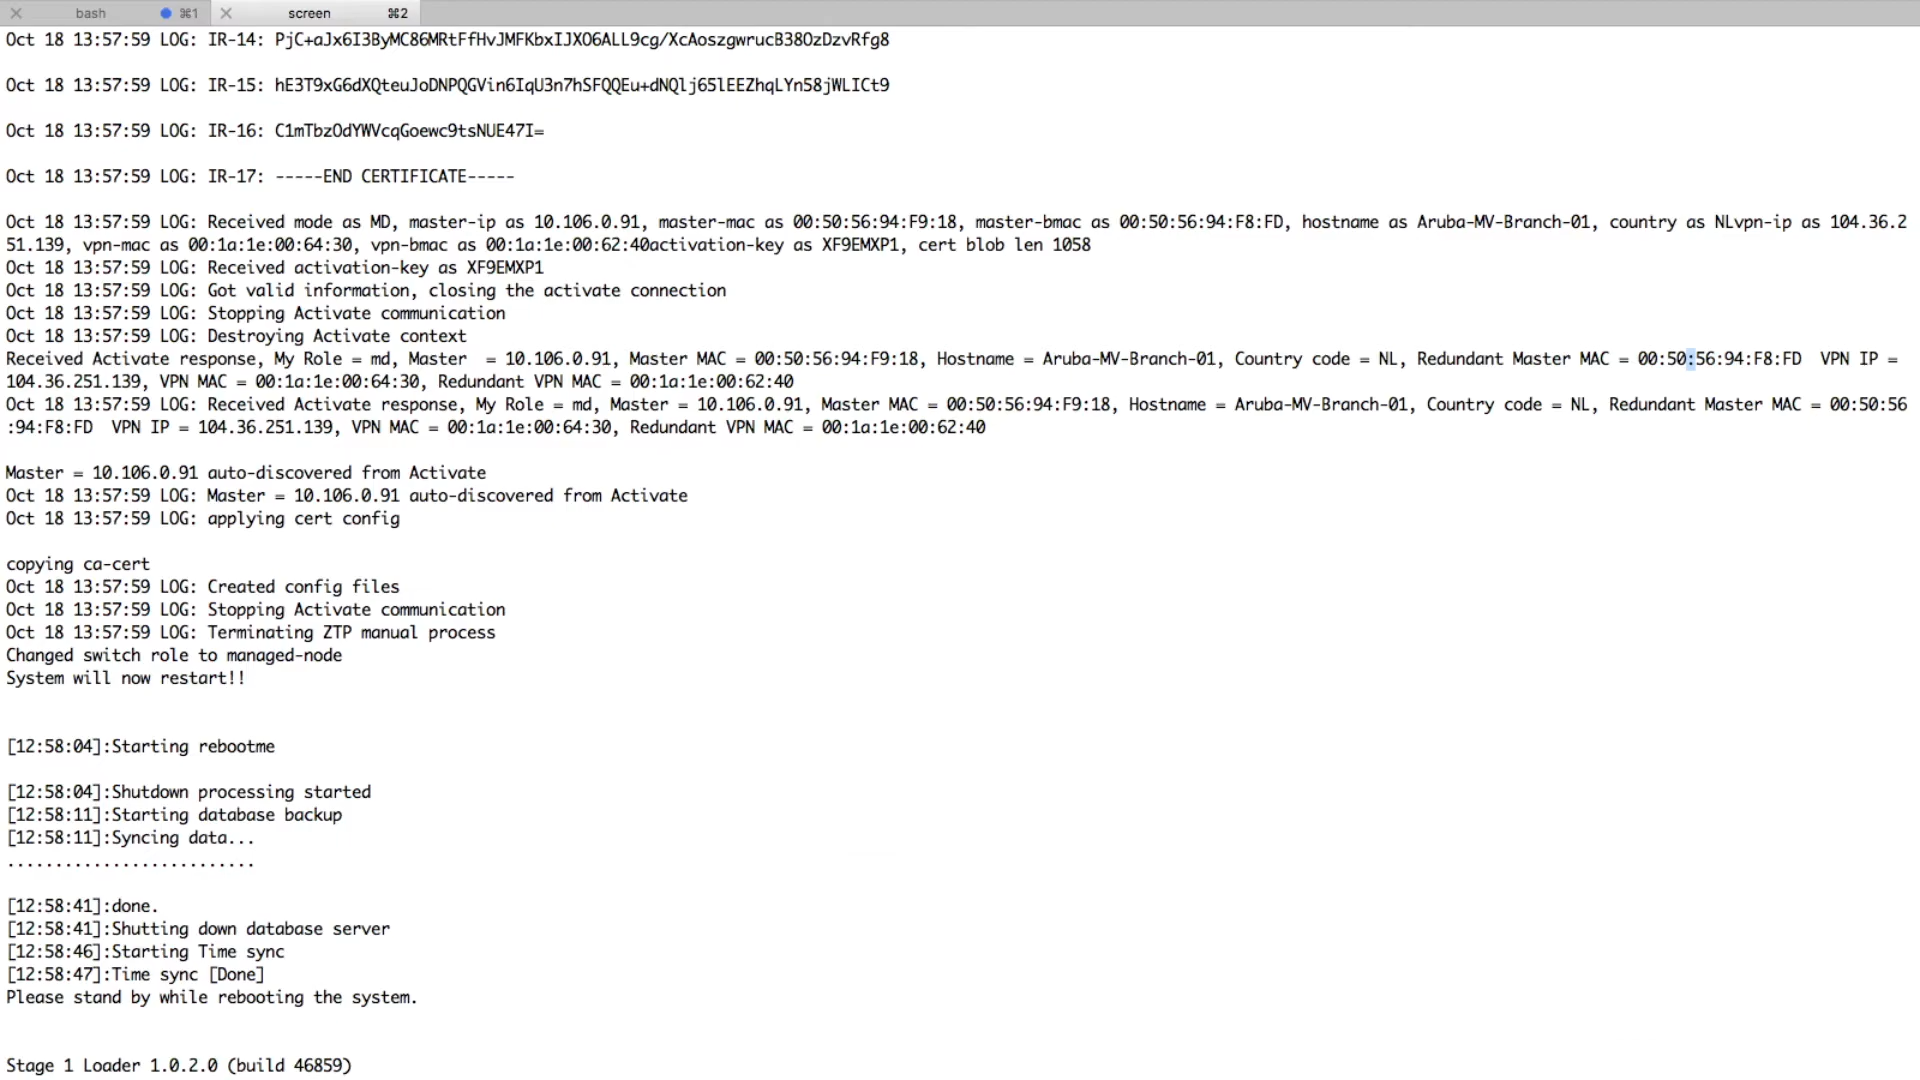 bash ⌘1 screen ⌘2
Oct 18 13:57:59 LOG: IR-14: PjC+aJx6I3ByMC86MRtFfHvJMFKbxIJXO6ALL9cg/XcAoszgwrucB38OzDzvRfg8
Oct 18 13:57:59 LOG: IR-15: hE3T9xG6dXQteuJoDNPQGVin6IqU3n7hSFQQEu+dNQlj65lEEZhqLYn58jWLICt9
Oct 18 13:57:59 LOG: IR-16: C1mTbzOdYWVcqGoewc9tsNUE47I=
Oct 18 13:57:59 LOG: IR-17: -----END CERTIFICATE-----
Oct 18 13:57:59 LOG: Received mode as MD, master-ip as 10.106.0.91, master-mac as 00:50:56:94:F9:18, master-bmac as 00:50:56:94:F8:FD, hostname as Aruba-MV-Branch-01, country as NLvpn-ip as 104.36.2
51.139, vpn-mac as 00:1a:1e:00:64:30, vpn-bmac as 00:1a:1e:00:62:40activation-key as XF9EMXP1, cert blob len 1058
Oct 18 13:57:59 LOG: Received activation-key as XF9EMXP1
Oct 18 13:57:59 LOG: Got valid information, closing the activate connection
Oct 18 13:57:59 LOG: Stopping Activate communication
Oct 18 13:57:59 LOG: Destroying Activate context
Received Activate response, My Role = md, Master  = 10.106.0.91, Master MAC = 00:50:56:94:F9:18, Hostname = Aruba-MV-Branch-01, Country code = NL, Redundant Master MAC = 00:50:56:94:F8:FD  VPN IP =
104.36.251.139, VPN MAC = 00:1a:1e:00:64:30, Redundant VPN MAC = 00:1a:1e:00:62:40
Oct 18 13:57:59 LOG: Received Activate response, My Role = md, Master = 10.106.0.91, Master MAC = 00:50:56:94:F9:18, Hostname = Aruba-MV-Branch-01, Country code = NL, Redundant Master MAC = 00:50:56
:94:F8:FD  VPN IP = 104.36.251.139, VPN MAC = 00:1a:1e:00:64:30, Redundant VPN MAC = 00:1a:1e:00:62:40
Master = 10.106.0.91 auto-discovered from Activate
Oct 18 13:57:59 LOG: Master = 10.106.0.91 auto-discovered from Activate
Oct 18 13:57:59 LOG: applying cert config
copying ca-cert
Oct 18 13:57:59 LOG: Created config files
Oct 18 13:57:59 LOG: Stopping Activate communication
Oct 18 13:57:59 LOG: Terminating ZTP manual process
Changed switch role to managed-node
System will now restart!!
[12:58:04]:Starting rebootme
[12:58:04]:Shutdown processing started
[12:58:11]:Starting database backup
[12:58:11]:Syncing data...
..........................
[12:58:41]:done.
[12:58:41]:Shutting down database server
[12:58:46]:Starting Time sync
[12:58:47]:Time sync [Done]
Please stand by while rebooting the system.
Stage 1 Loader 1.0.2.0 (build 46859)